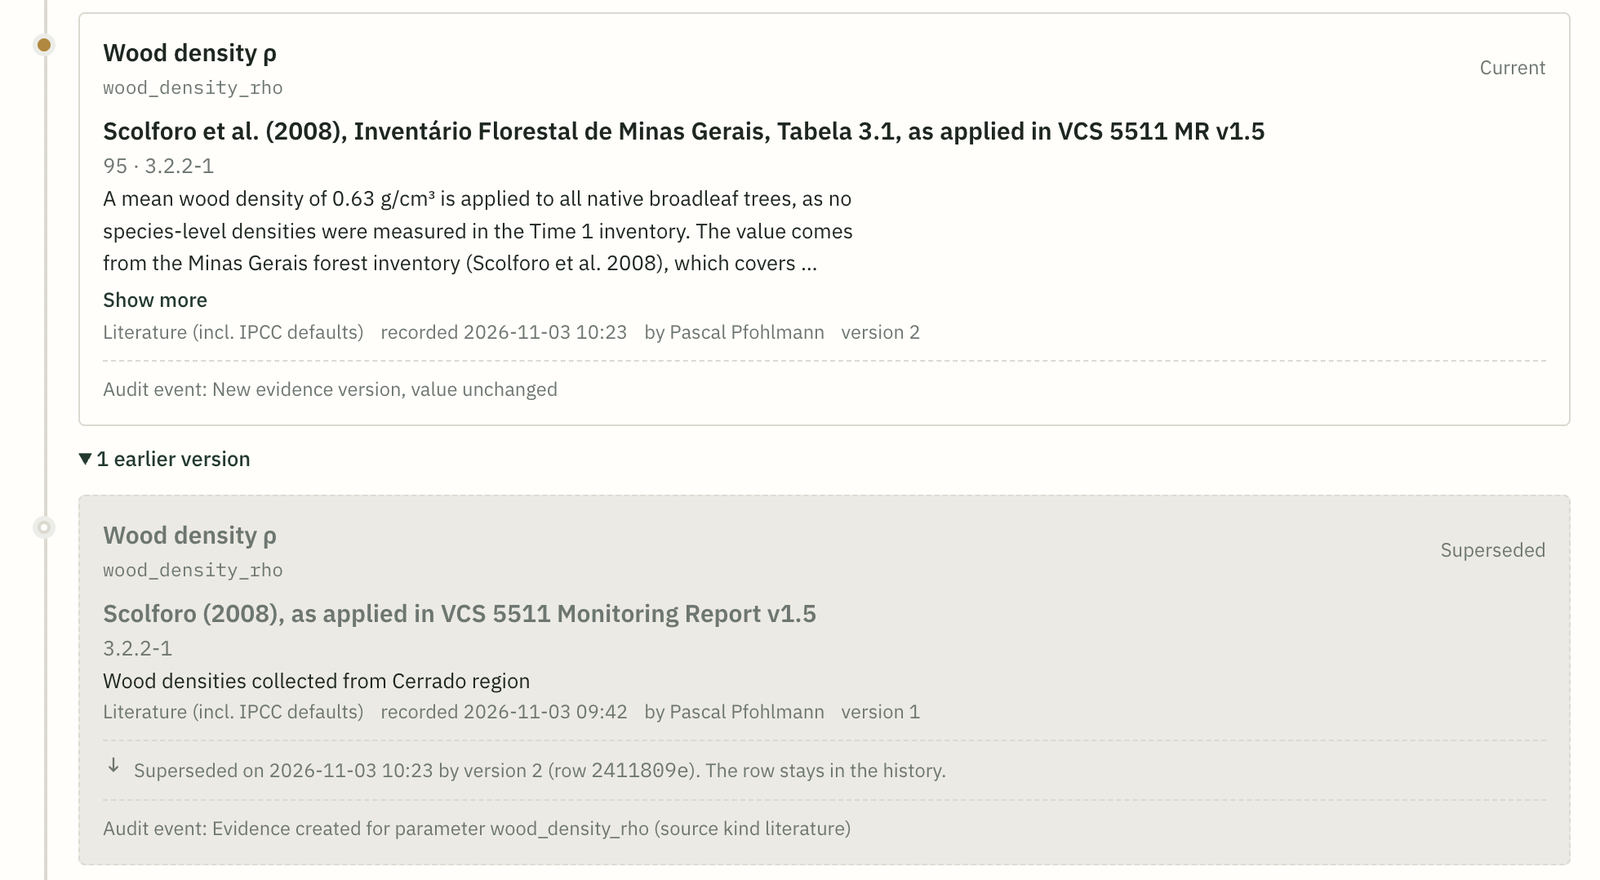 Wood density ρ
Current
wood_density_rho
Scolforo et al. (2008), Inventário Florestal de Minas Gerais, Tabela 3.1, as applied in VCS 5511 MR v1.5
95 · 3.2.2-1
A mean wood density of 0.63 g/cm³ is applied to all native broadleaf trees, as no
species-level densities were measured in the Time 1 inventory. The value comes
from the Minas Gerais forest inventory (Scolforo et al. 2008), which covers ...
Show more
Literature (incl. IPCC defaults) recorded 2026-11-03 10:23 by Pascal Pfohlmann version 2
Audit event: New evidence version, value unchanged
▼ 1 earlier version
Wood density ρ
Superseded
wood_density_rho
Scolforo (2008), as applied in VCS 5511 Monitoring Report v1.5
3.2.2-1
Wood densities collected from Cerrado region
Literature (incl. IPCC defaults) recorded 2026-11-03 09:42 by Pascal Pfohlmann version 1
↓ Superseded on 2026-11-03 10:23 by version 2 (row 2411809e). The row stays in the history.
Audit event: Evidence created for parameter wood_density_rho (source kind literature)